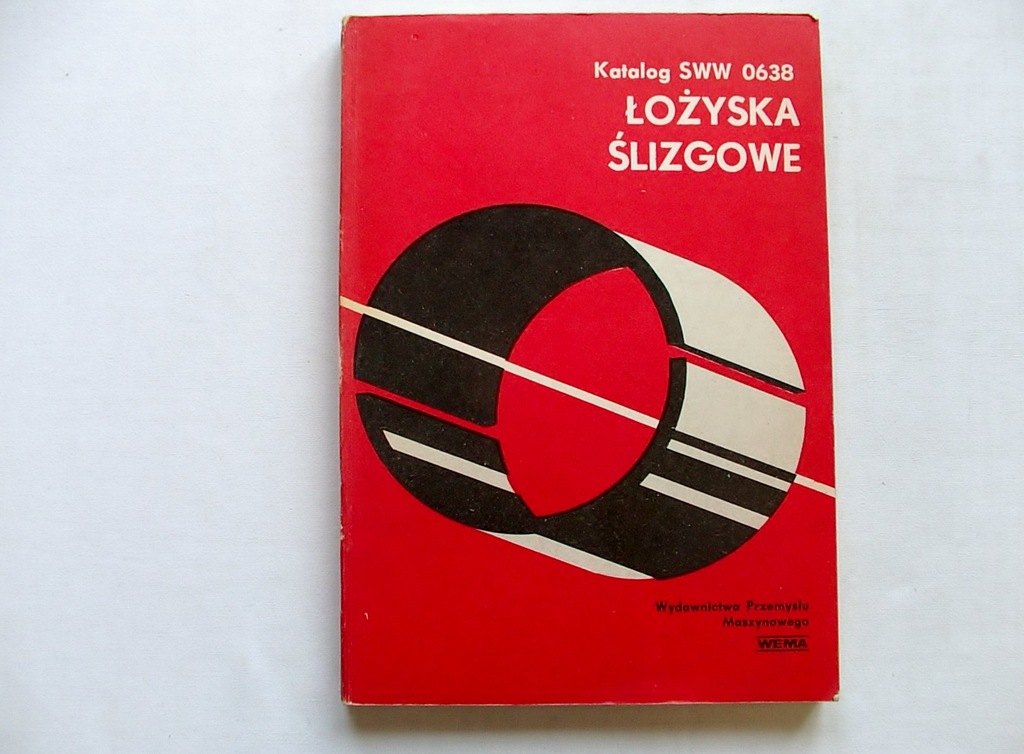 Katalog SWW 0638
ŁOŻYSKA
ŚLIZGOWE
Wydawnictwa Przemysłu
Maszynowego
WEMA